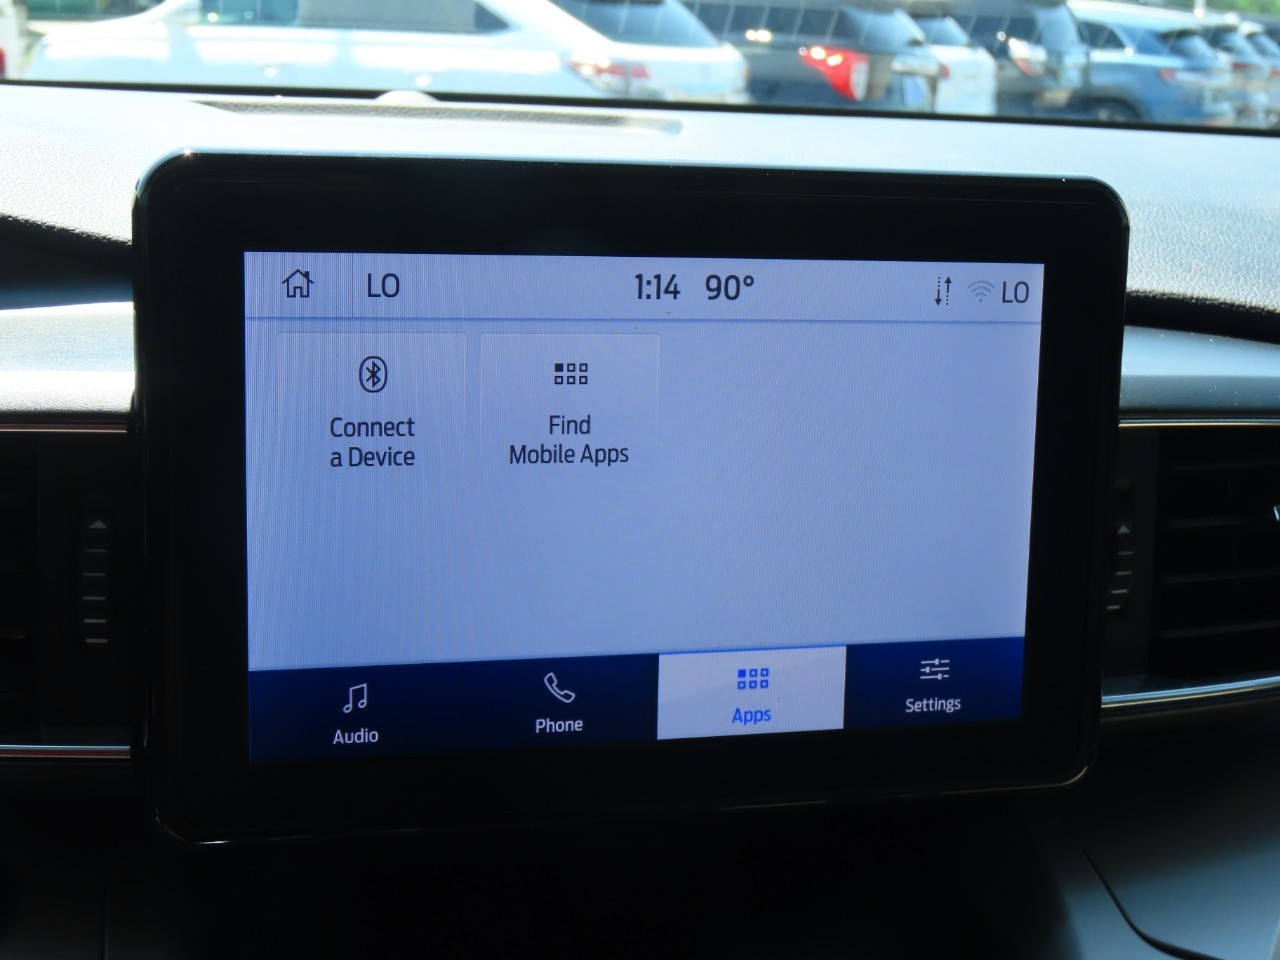 LO 1:14 90° LO
Connect
a Device
Find
Mobile Apps
Audio
Phone
Apps
Settings